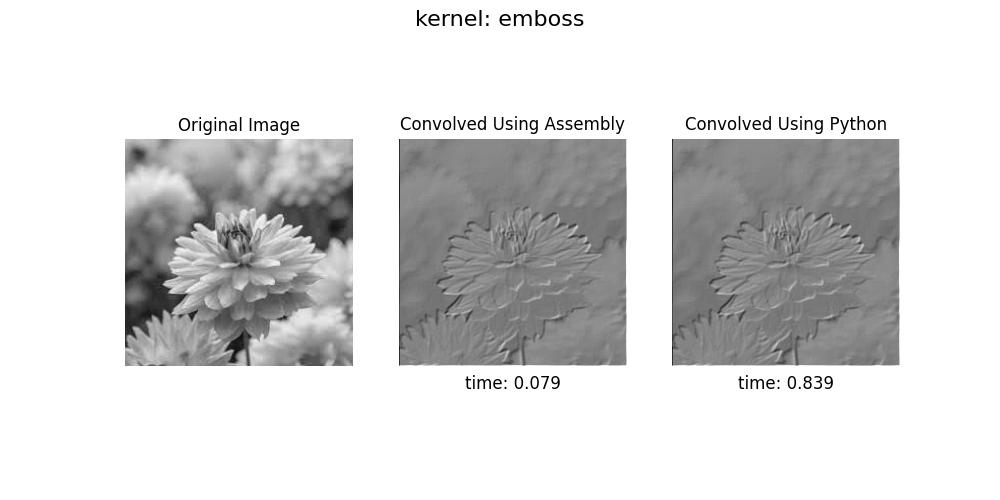 kernel: emboss
Original Image
Convolved Using Assembly
Convolved Using Python
time: 0.079
time: 0.839